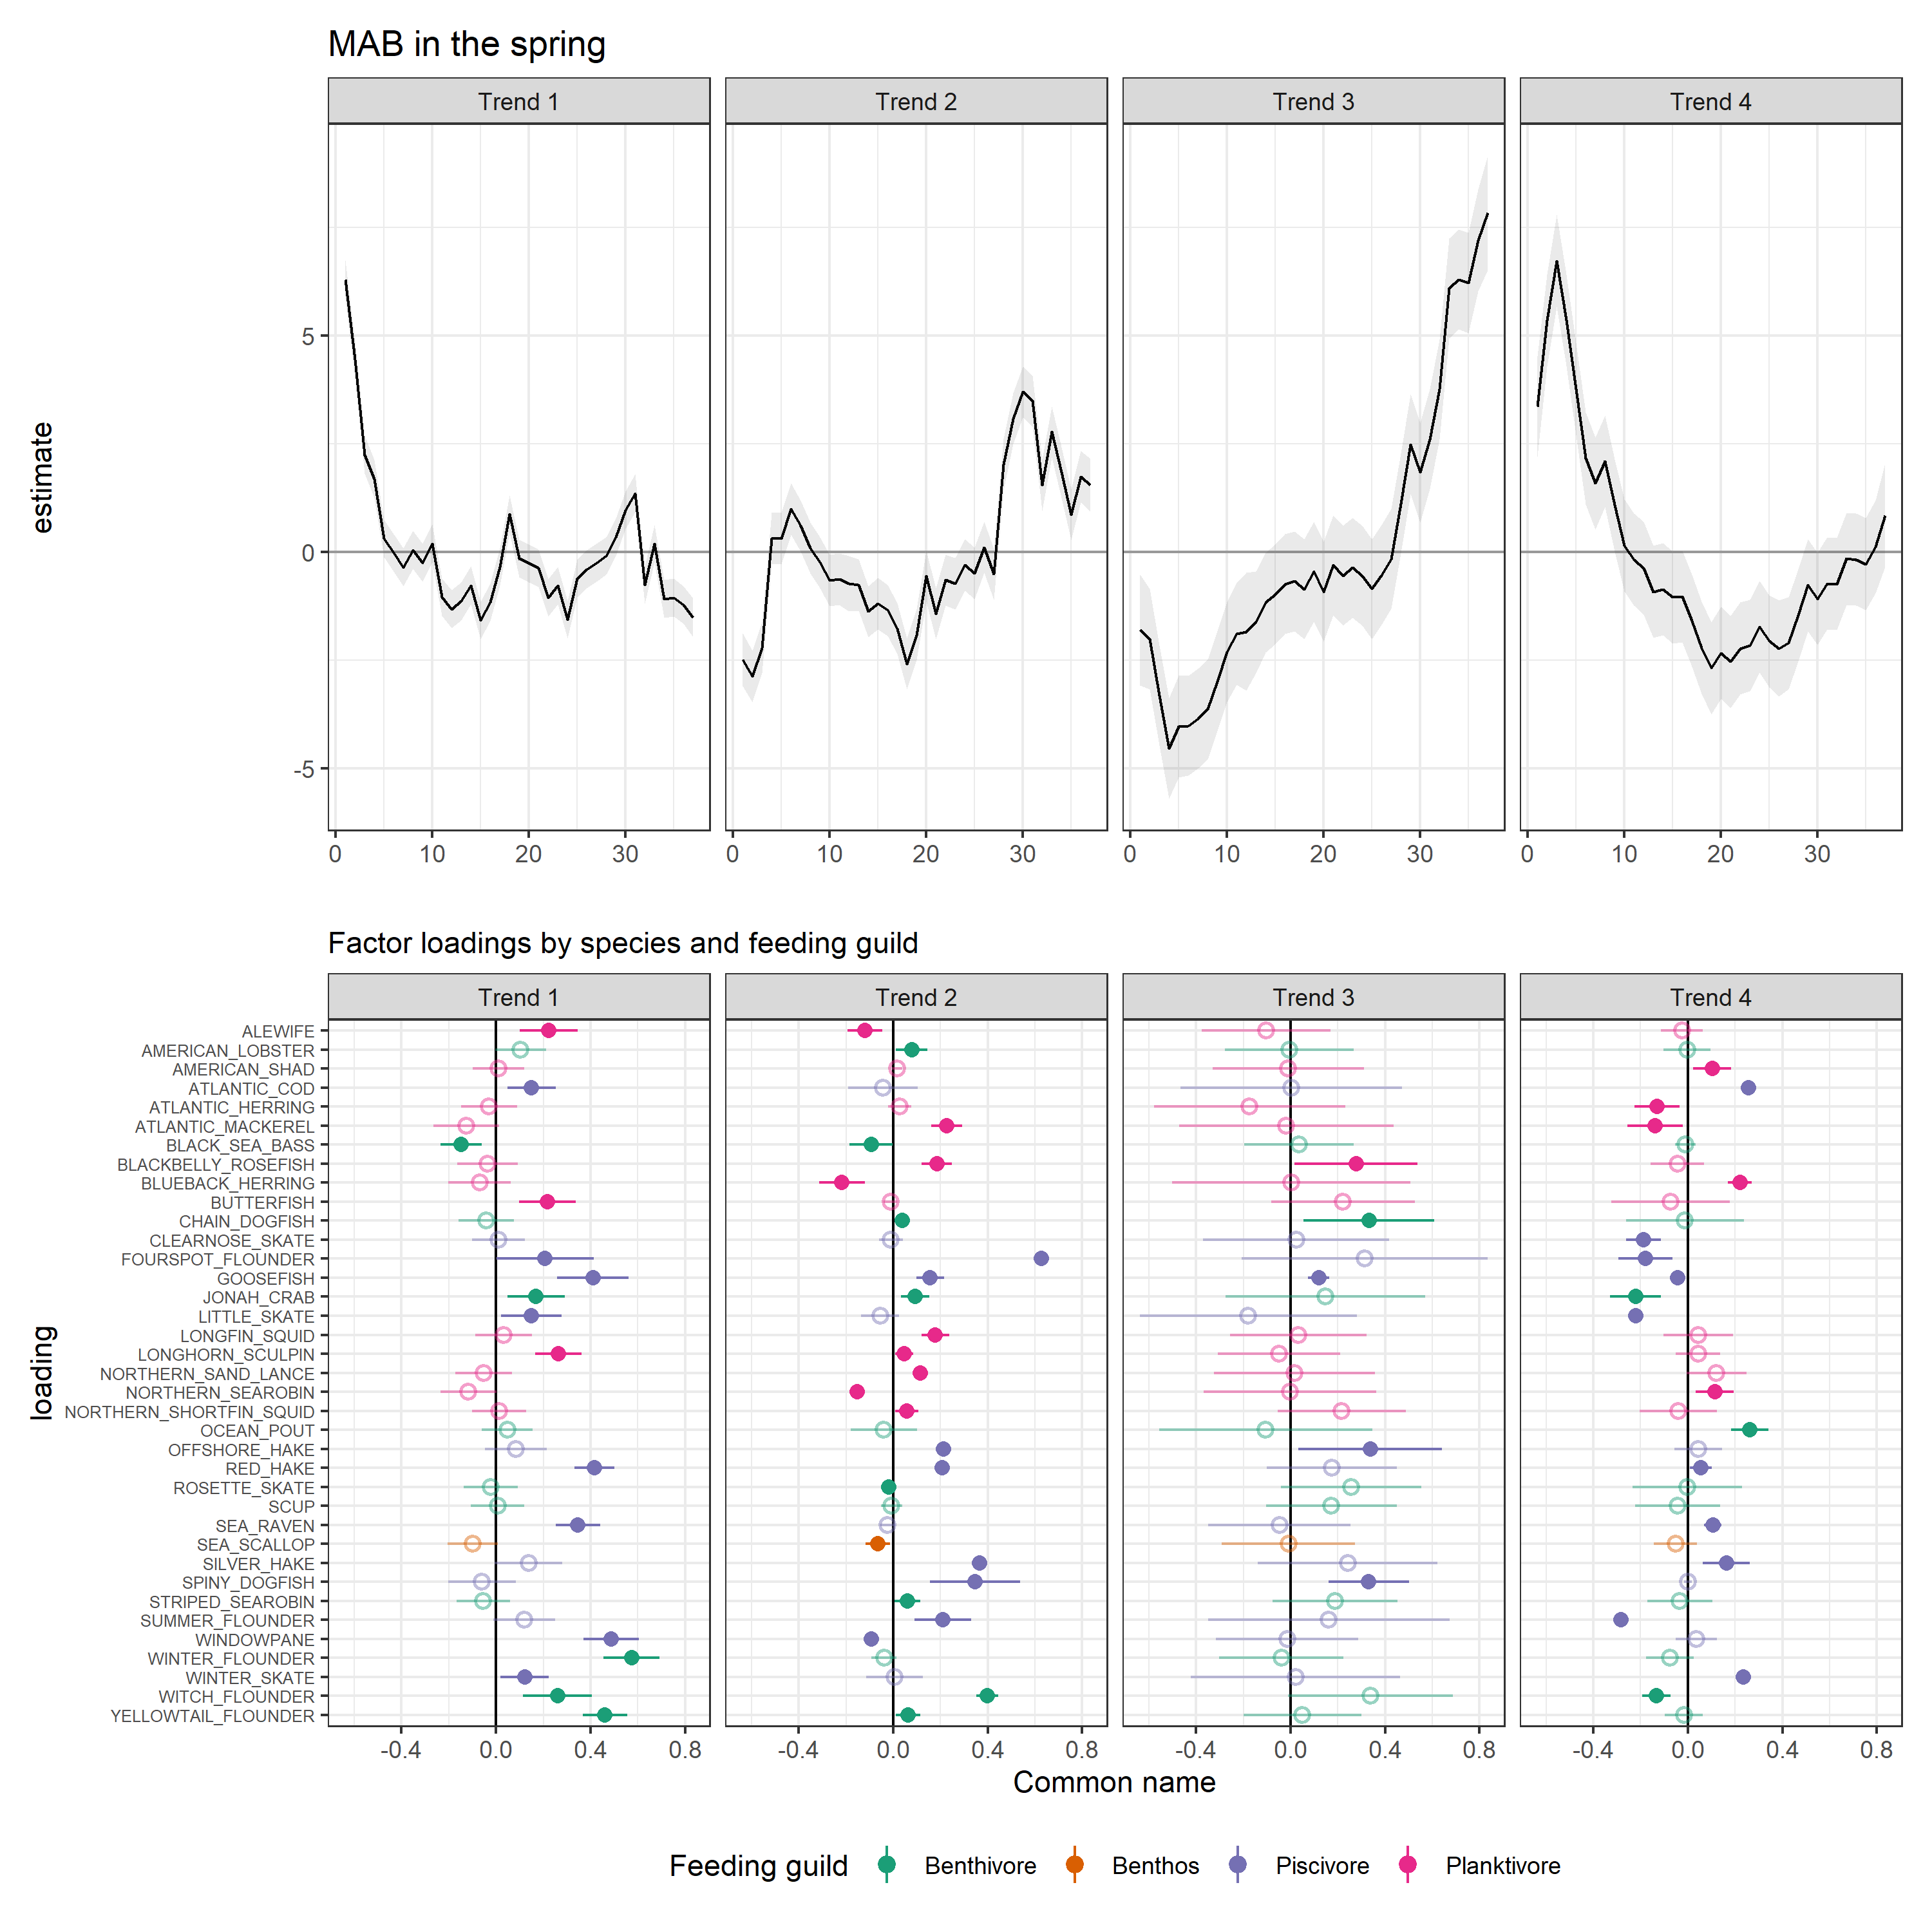 MAB in the spring
Trend 1 Trend 2 Trend 3 Trend 4
estimate
5
0
-5
0 10 20 30 0 10 20 30 0 10 20 30 0 10 20 30
Factor loadings by species and feeding guild
Trend 1 Trend 2 Trend 3 Trend 4
loading
ALEWIFE
AMERICAN_LOBSTER
AMERICAN_SHAD
ATLANTIC_COD
ATLANTIC_HERRING
ATLANTIC_MACKEREL
BLACK_SEA_BASS
BLACKBELLY_ROSEFISH
BLUEBACK_HERRING
BUTTERFISH
CHAIN_DOGFISH
CLEARNOSE_SKATE
FOURSPOT_FLOUNDER
GOOSEFISH
JONAH_CRAB
LITTLE_SKATE
LONGFIN_SQUID
LONGHORN_SCULPIN
NORTHERN_SAND_LANCE
NORTHERN_SEAROBIN
NORTHERN_SHORTFIN_SQUID
OCEAN_POUT
OFFSHORE_HAKE
RED_HAKE
ROSETTE_SKATE
SCUP
SEA_RAVEN
SEA_SCALLOP
SILVER_HAKE
SPINY_DOGFISH
STRIPED_SEAROBIN
SUMMER_FLOUNDER
WINDOWPANE
WINTER_FLOUNDER
WINTER_SKATE
WITCH_FLOUNDER
YELLOWTAIL_FLOUNDER
-0.4 0.0 0.4 0.8 -0.4 0.0 0.4 0.8 -0.4 0.0 0.4 0.8 -0.4 0.0 0.4 0.8
Common name
Feeding guild Benthivore Benthos Piscivore Planktivore